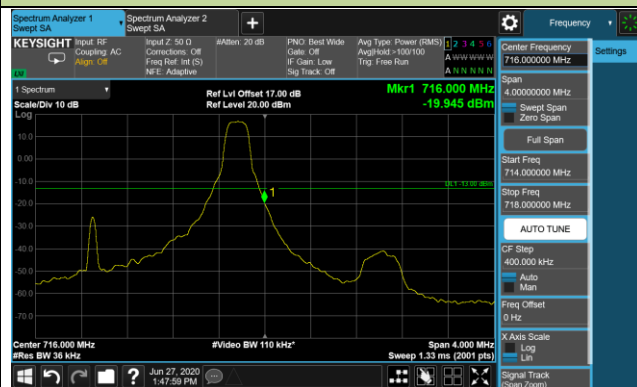 Spectrum Analyzer 1
Swept SA
Spectrum Analyzer 2
Swept SA
+
Frequency
KEYSIGHT
Input: RF
Coupling: AC
Align: Off
Input Z: 50 Ω
Corrections: Off
Freq Ref: Int (S)
NFE: Adaptive
#Atten: 20 dB
PNO: Best Wide
Gate: Off
IF Gain: Low
Sig Track: Off
Avg Type: Power (RMS)
Avg|Hold >100/100
Trig: Free Run
1 2 3 4 5 6
A W W W W W
A N N N N N
Center Frequency
716.000000 MHz
Settings
1 Spectrum
Scale/Div 10 dB
Ref Lvl Offset 17.00 dB
Ref Level 20.00 dBm
Mkr1 716.000 MHz
-19.945 dBm
Span
4.00000000 MHz
Swept Span
Zero Span
Full Span
Start Freq
714.000000 MHz
Stop Freq
718.000000 MHz
AUTO TUNE
CF Step
400.000 kHz
Auto
Man
Freq Offset
0 Hz
X Axis Scale
Log
Lin
Signal Track
(Span Zoom)
Log
10.0
0.00
-10.0
-20.0
-30.0
-40.0
-50.0
-60.0
-70.0
DL1 -13.00 dBm
1
Center 716.000 MHz
#Res BW 36 kHz
#Video BW 110 kHz*
Span 4.000 MHz
Sweep 1.33 ms (2001 pts)
?
Jun 27, 2020
1:47:59 PM